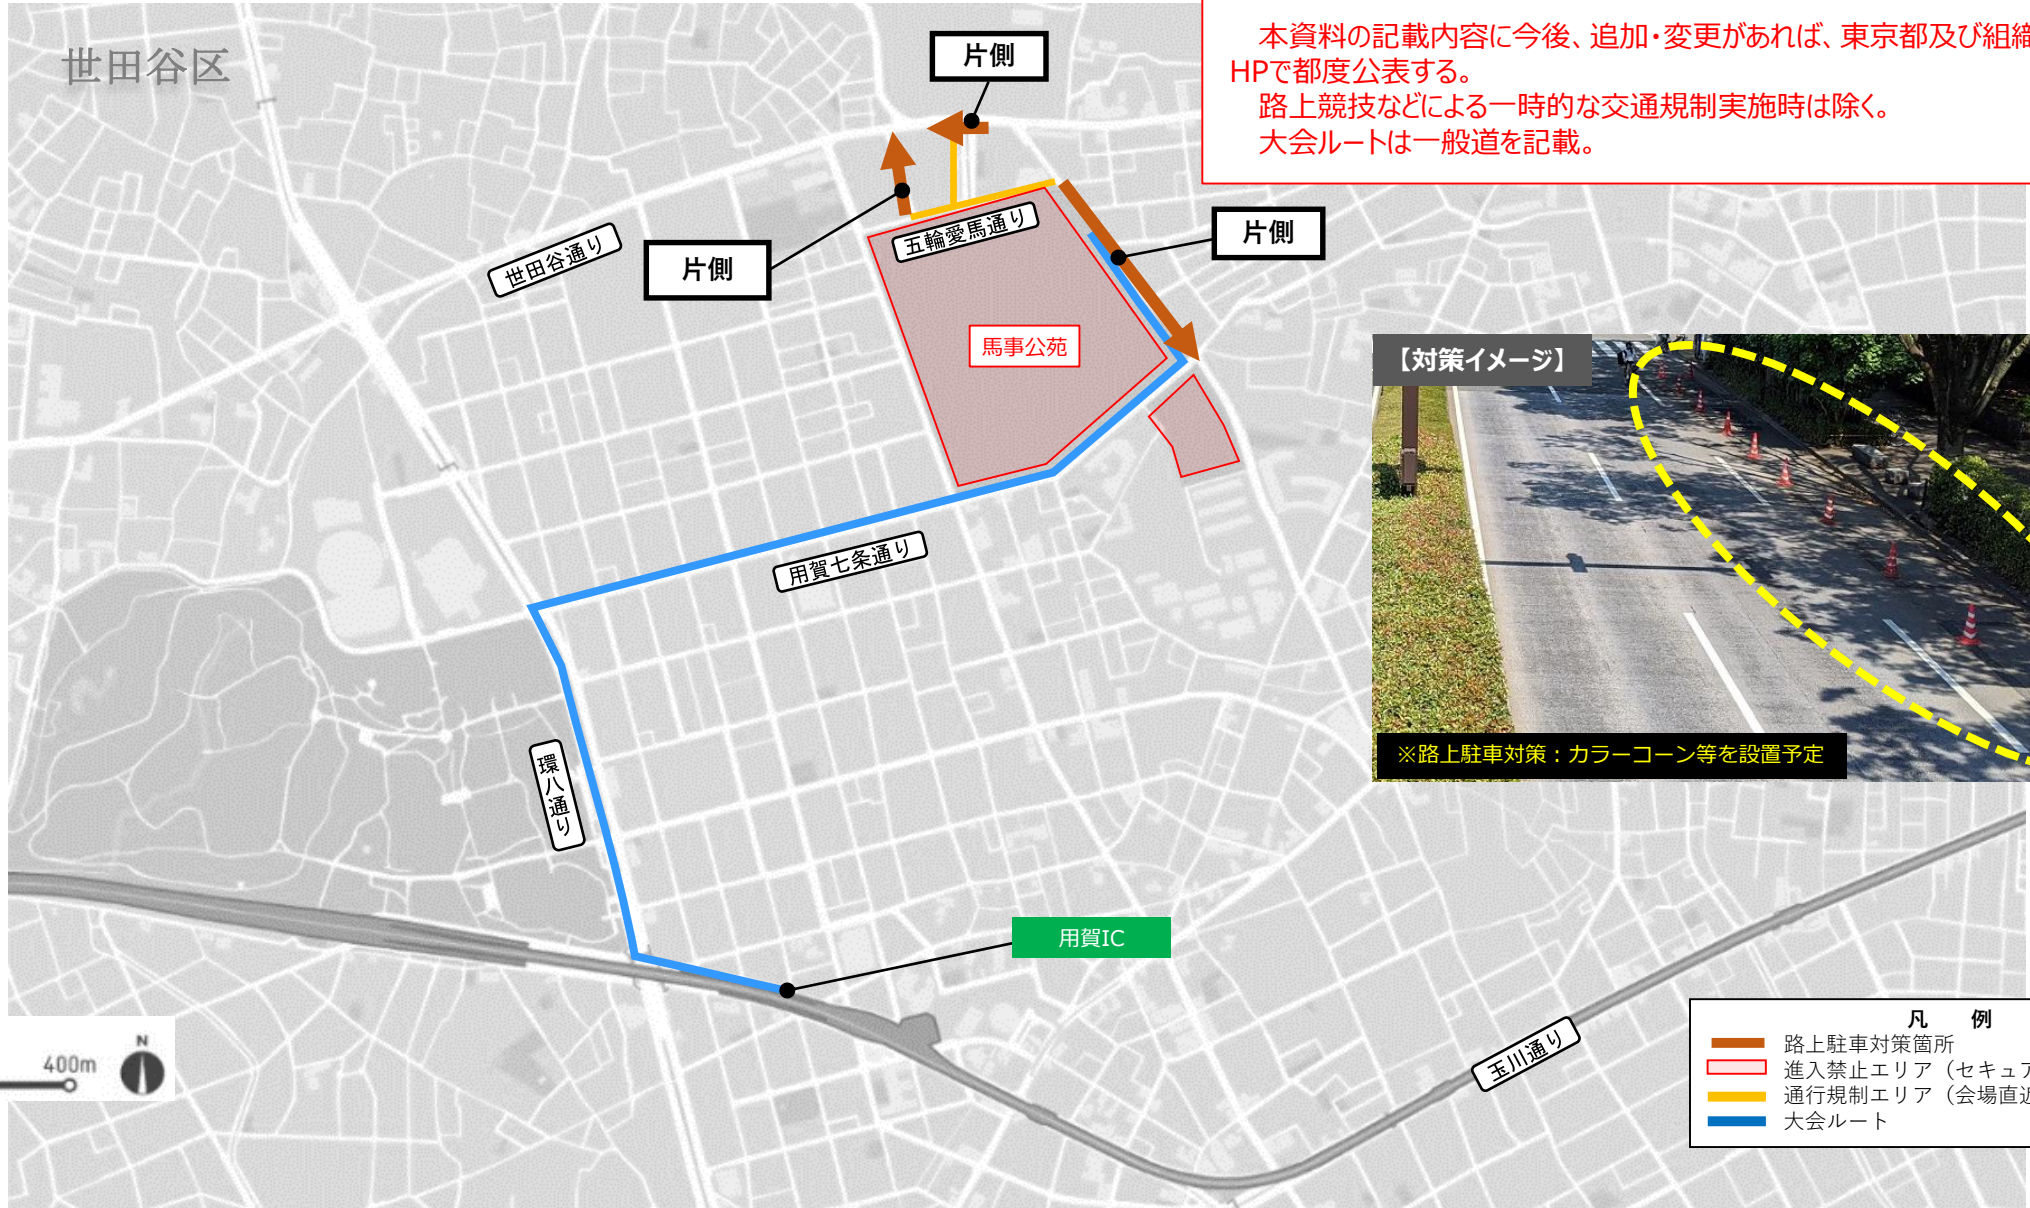 世田谷区
本資料の記載内容に今後、追加・変更があれば、東京都及び組織
HPで都度公表する。
路上競技などによる一時的な交通規制実施時は除く。
大会ルートは一般道を記載。
片側
片側
片側
五輪愛馬通り
世田谷通り
馬事公苑
【対策イメージ】
※路上駐車対策：カラーコーン等を設置予定
用賀七条通り
環八通り
用賀IC
玉川通り
400m
N
凡 例
路上駐車対策箇所
進入禁止エリア（セキュア
通行規制エリア（会場直近
大会ルート